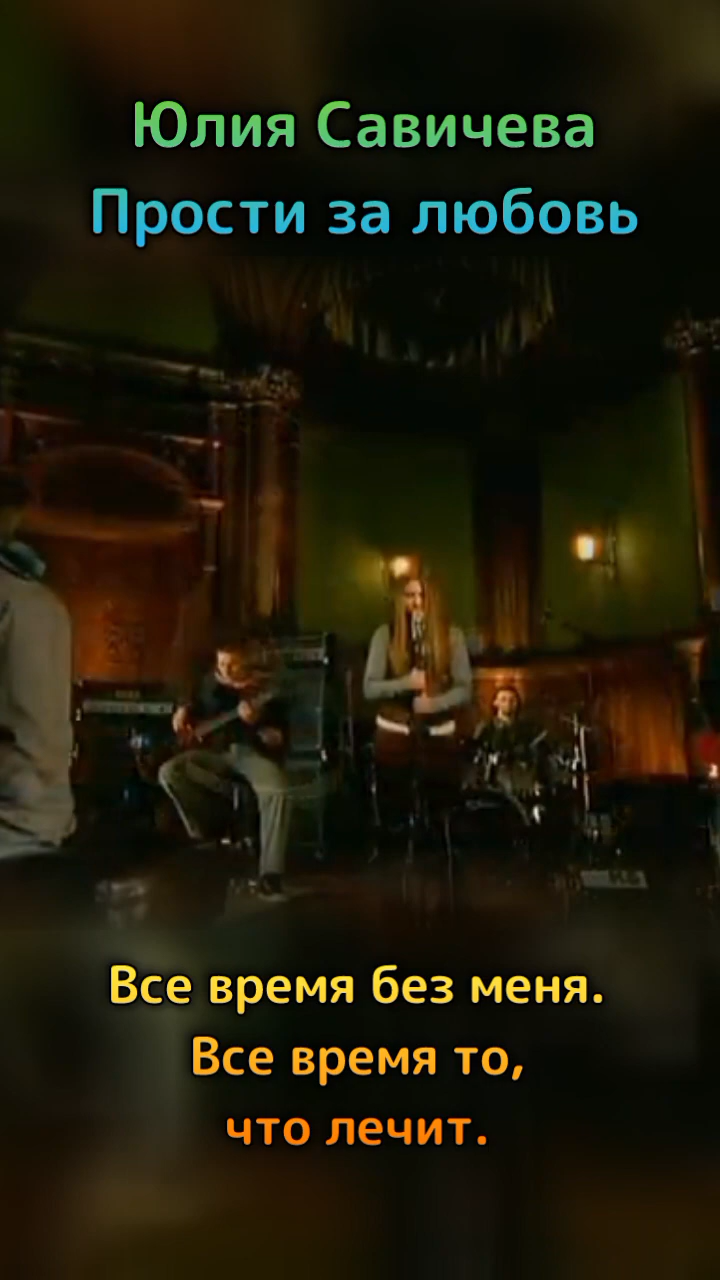 Юлия Савичева
Прости за любовь
Все время без меня.
Все время то,
что лечит.